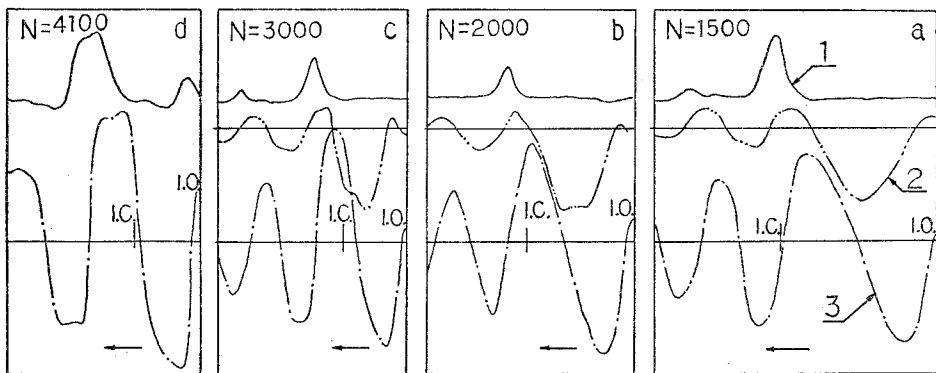 N=4100 d
N=3000 c
N=2000 b
N=1500 a
1
2
I.O.
I.C.
I.C.
I.O.
I.C.
I.O.
I.C.
I.O.
3